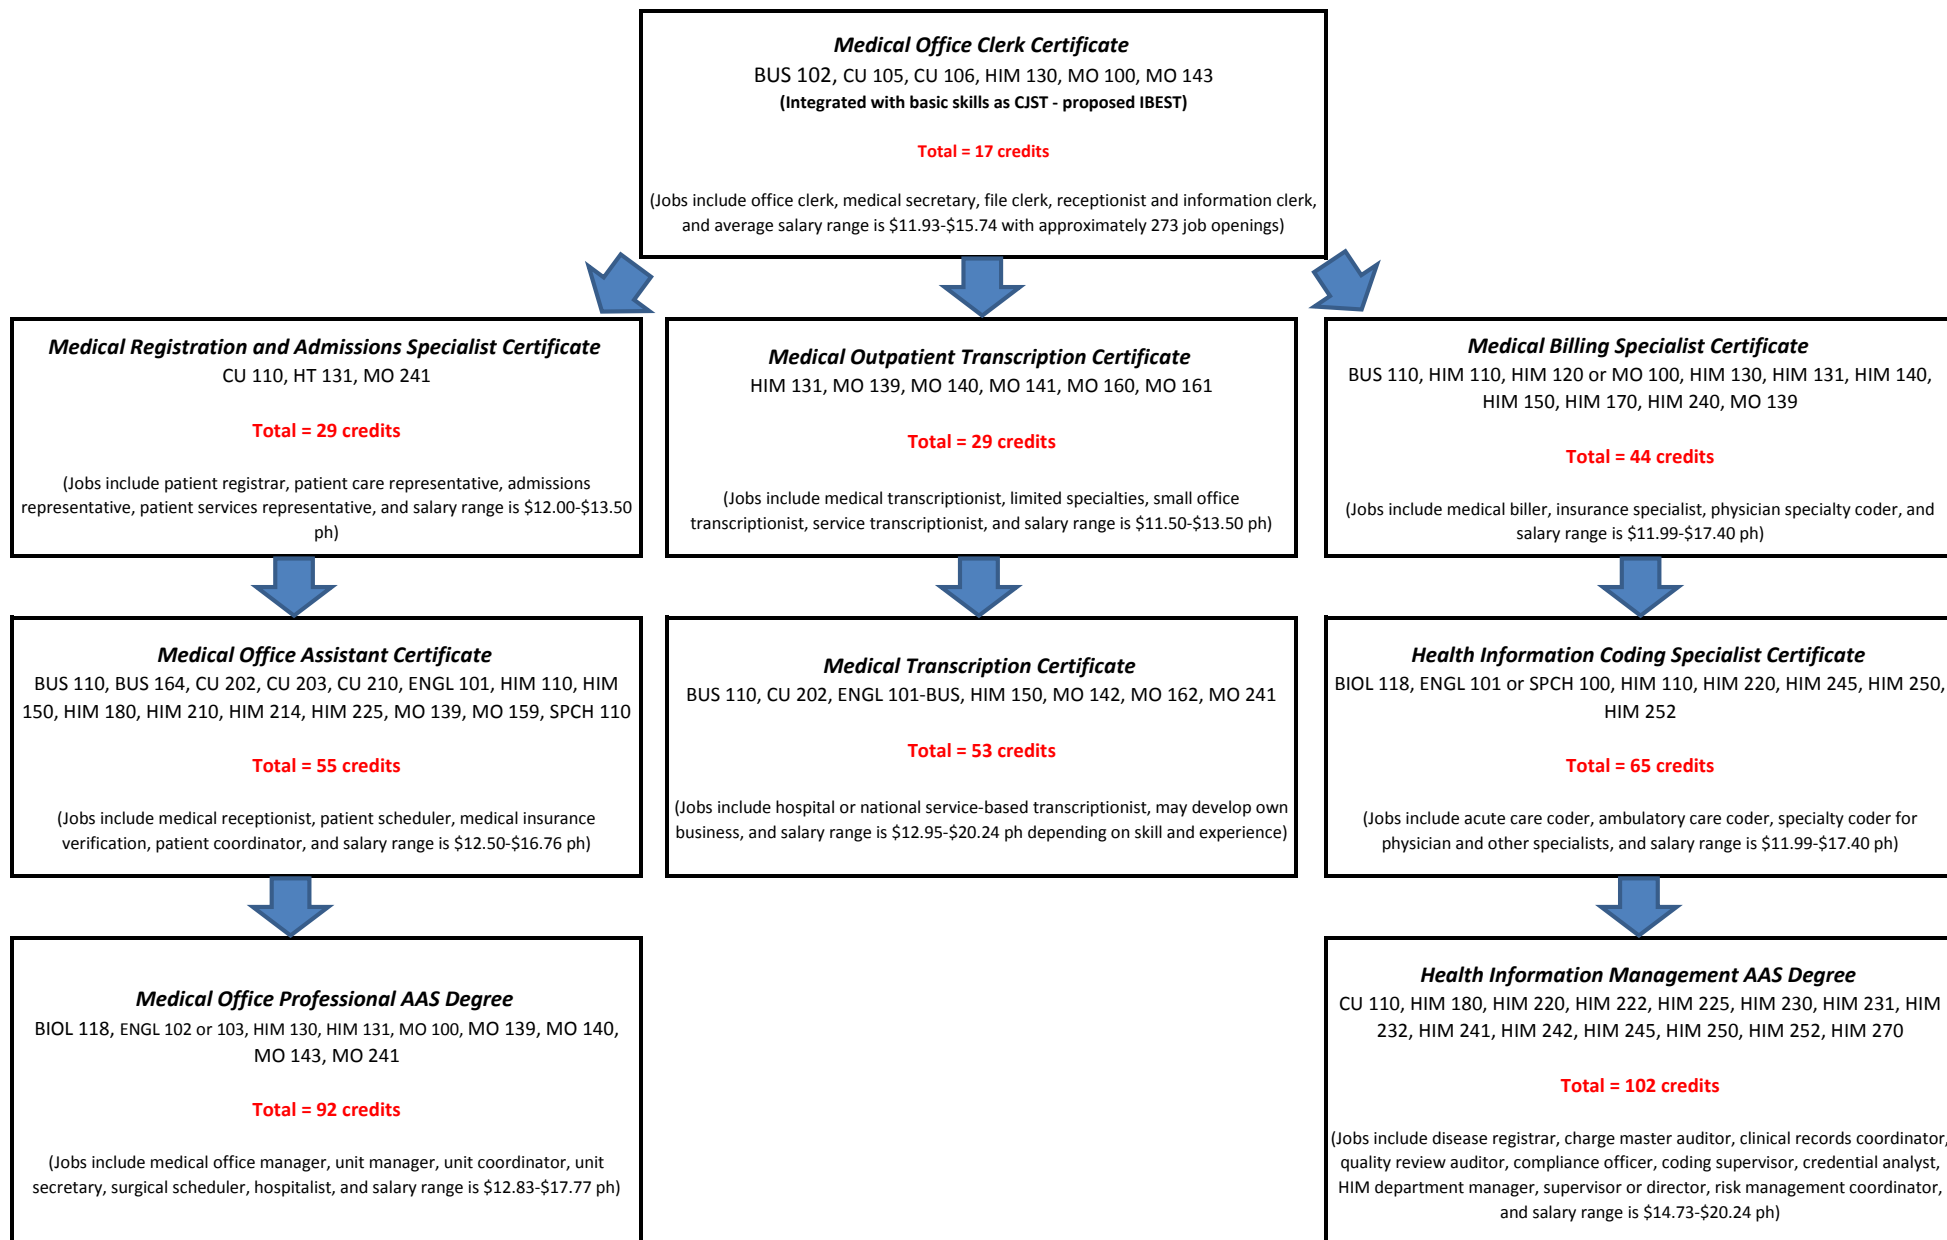 Medical Office Clerk Certificate
BUS 102, CU 105, CU 106, HIM 130, MO 100, MO 143
(Integrated with basic skills as CJST - proposed IBEST)
Total = 17 credits
(Jobs include office clerk, medical secretary, file clerk, receptionist and information clerk,
and average salary range is $11.93-$15.74 with approximately 273 job openings)
Medical Registration and Admissions Specialist Certificate
CU 110, HT 131, MO 241
Total = 29 credits
(Jobs include patient registrar, patient care representative, admissions
representative, patient services representative, and salary range is $12.00-$13.50
ph)
Medical Outpatient Transcription Certificate
HIM 131, MO 139, MO 140, MO 141, MO 160, MO 161
Total = 29 credits
(Jobs include medical transcriptionist, limited specialties, small office
transcriptionist, service transcriptionist, and salary range is $11.50-$13.50 ph)
Medical Billing Specialist Certificate
BUS 110, HIM 110, HIM 120 or MO 100, HIM 130, HIM 131, HIM 140,
HIM 150, HIM 170, HIM 240, MO 139
Total = 44 credits
(Jobs include medical biller, insurance specialist, physician specialty coder, and
salary range is $11.99-$17.40 ph)
Medical Office Assistant Certificate
BUS 110, BUS 164, CU 202, CU 203, CU 210, ENGL 101, HIM 110, HIM
150, HIM 180, HIM 210, HIM 214, HIM 225, MO 139, MO 159, SPCH 110
Total = 55 credits
(Jobs include medical receptionist, patient scheduler, medical insurance
verification, patient coordinator, and salary range is $12.50-$16.76 ph)
Medical Transcription Certificate
BUS 110, CU 202, ENGL 101-BUS, HIM 150, MO 142, MO 162, MO 241
Total = 53 credits
(Jobs include hospital or national service-based transcriptionist, may develop own
business, and salary range is $12.95-$20.24 ph depending on skill and experience)
Health Information Coding Specialist Certificate
BIOL 118, ENGL 101 or SPCH 100, HIM 110, HIM 220, HIM 245, HIM 250,
HIM 252
Total = 65 credits
(Jobs include acute care coder, ambulatory care coder, specialty coder for
physician and other specialists, and salary range is $11.99-$17.40 ph)
Medical Office Professional AAS Degree
BIOL 118, ENGL 102 or 103, HIM 130, HIM 131, MO 100, MO 139, MO 140,
MO 143, MO 241
Total = 92 credits
(Jobs include medical office manager, unit manager, unit coordinator, unit
secretary, surgical scheduler, hospitalist, and salary range is $12.83-$17.77 ph)
Health Information Management AAS Degree
CU 110, HIM 180, HIM 220, HIM 222, HIM 225, HIM 230, HIM 231, HIM
232, HIM 241, HIM 242, HIM 245, HIM 250, HIM 252, HIM 270
Total = 102 credits
(Jobs include disease registrar, charge master auditor, clinical records coordinator,
quality review auditor, compliance officer, coding supervisor, credential analyst,
HIM department manager, supervisor or director, risk management coordinator,
and salary range is $14.73-$20.24 ph)